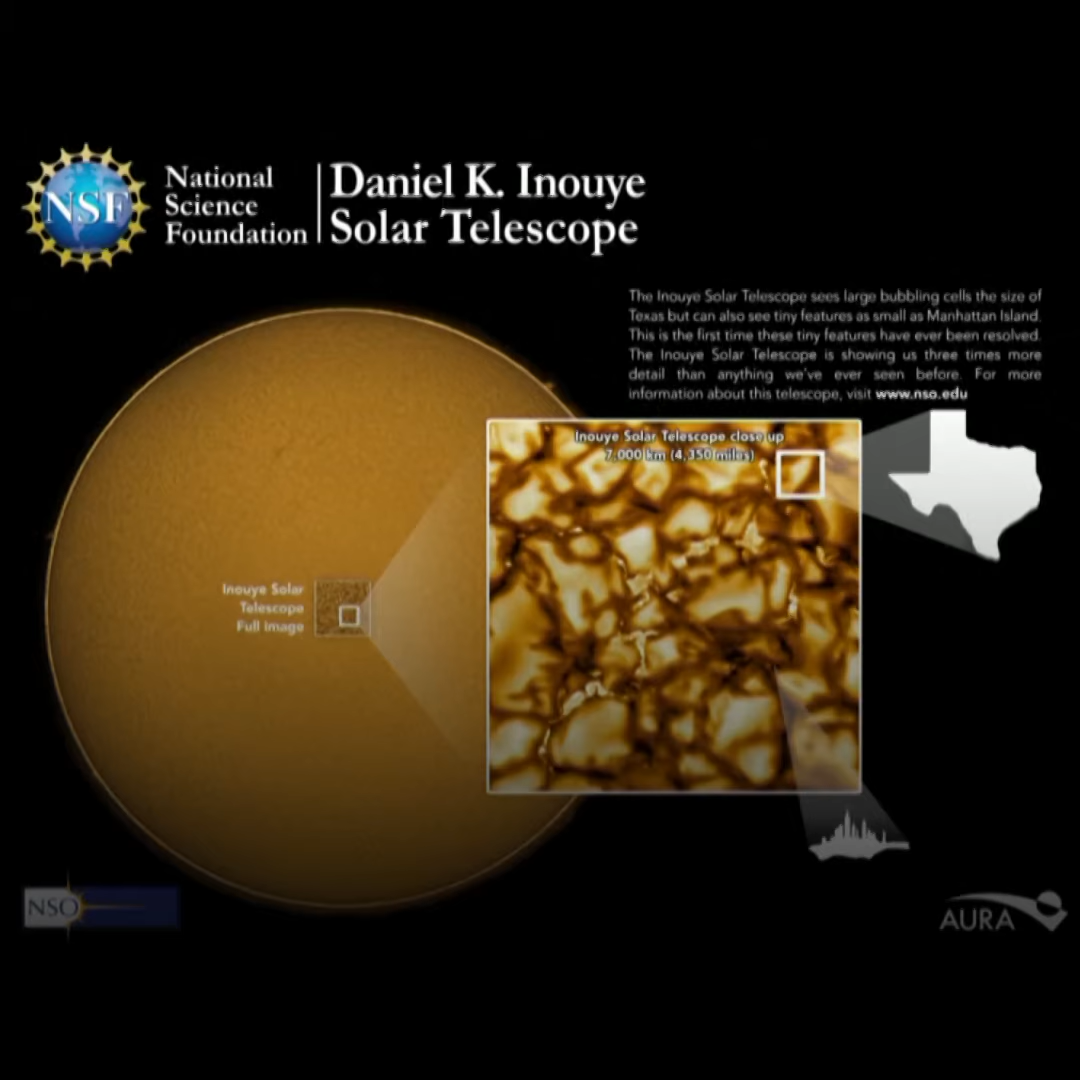 NSF
National
Science
Foundation
Daniel K. Inouye
Solar Telescope
The Inouye Solar Telescope sees large bubbling cells the size of
Texas but can also see tiny features as small as Manhattan Island.
This is the first time these tiny features have ever been resolved.
The Inouye Solar Telescope is showing us three times more
detail than anything we've ever seen before. For more
information about this telescope, visit www.nso.edu
Inouye Solar Telescope close up
7,000 km (4,350 miles)
Inouye Solar
Telescope
Full image
NSO
AURA